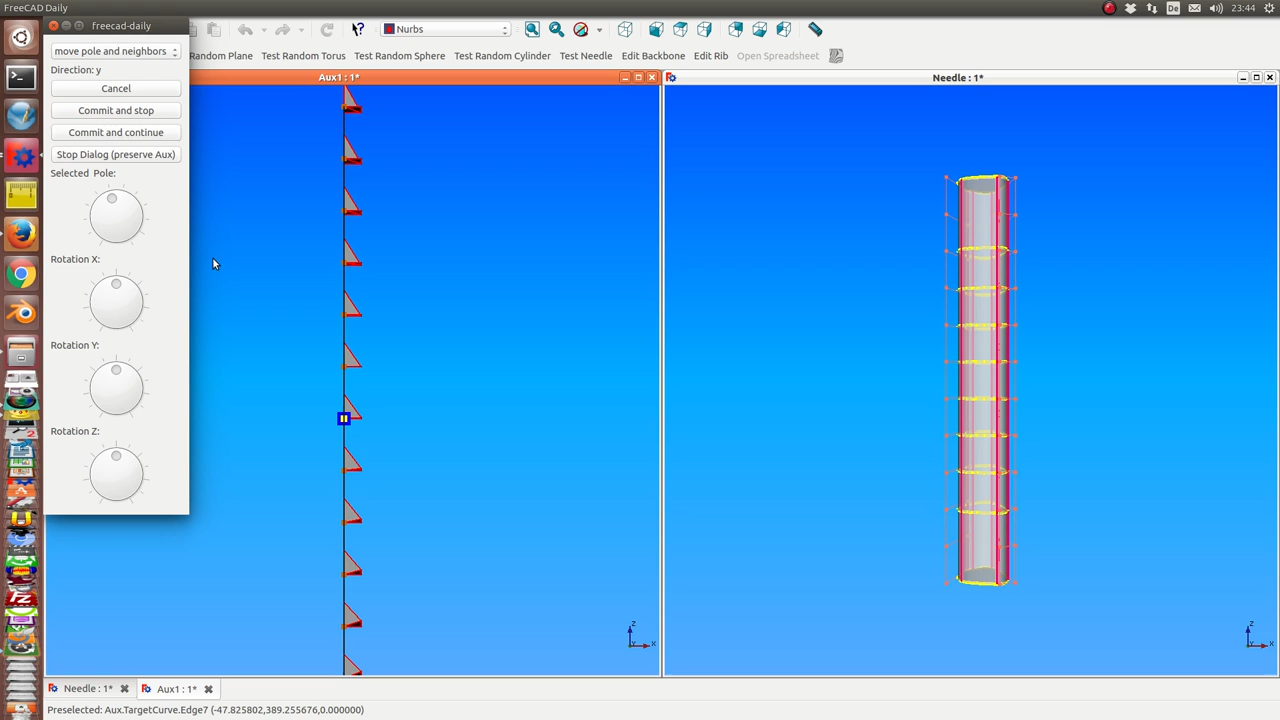 FreeCAD Daily
De
23:44
freecad-daily
Nurbs
Random Plane
Test Random Torus
Test Random Sphere
Test Random Cylinder
Test Needle
Edit Backbone
Edit Rib
Open Spreadsheet
move pole and neighbors
Direction: y
Cancel
Commit and stop
Commit and continue
Stop Dialog (preserve Aux)
Selected Pole:
Rotation X:
Rotation Y:
Rotation Z:
Aux1 : 1*
Needle : 1*
z
Y
x
z
Y
x
Needle : 1*
Aux1 : 1*
Preselected: Aux.TargetCurve.Edge7 (-47.825802,389.255676,0.000000)